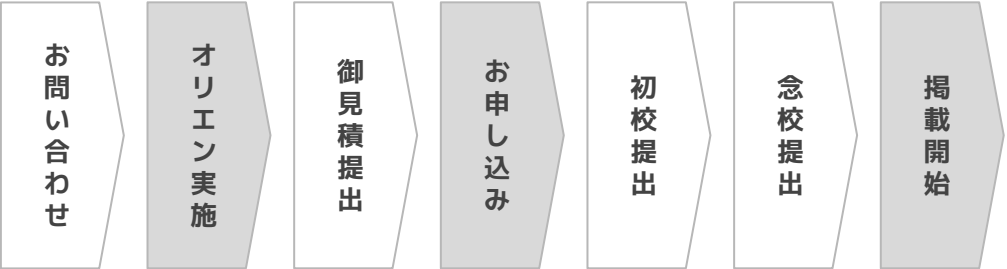 お問い合わせ
オリエン実施
御見積提出
お申し込み
初校提出
念校提出
掲載開始